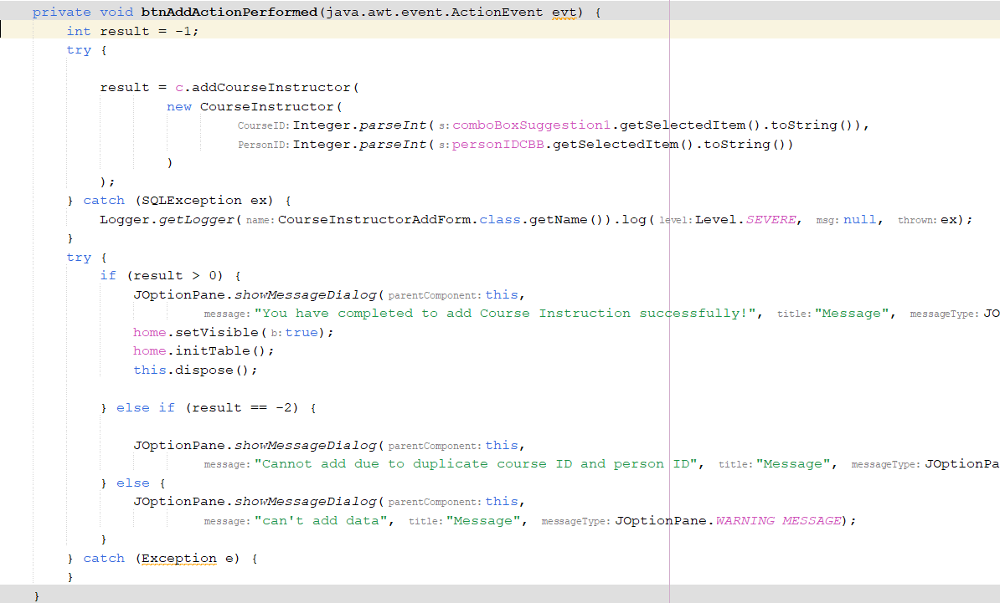 private void btnAddActionPerformed(java.awt.event.ActionEvent evt) {
int result = -1;
try {
result = c.addCourseInstructor(
new CourseInstructor(
CourseID: Integer.parseInt( s: comboBoxSuggestion1.getSelectedItem().toString()),
PersonID: Integer.parseInt( s: personIDCBB.getSelectedItem().toString())
)
);
} catch (SQLException ex) {
Logger.getLogger( name: CourseInstructorAddForm.class.getName()).log( level: Level.SEVERE, msg: null, thrown: ex);
}
try {
if (result > 0) {
JOptionPane.showMessageDialog( parentComponent: this,
message: "You have completed to add Course Instruction successfully!", title: "Message", messageType: JO
home.setVisible( b: true);
home.initTable();
this.dispose();
} else if (result == -2) {
JOptionPane.showMessageDialog( parentComponent: this,
message: "Cannot add due to duplicate course ID and person ID", title: "Message", messageType: JOptionPa
} else {
JOptionPane.showMessageDialog( parentComponent: this,
message: "can't add data", title: "Message", messageType: JOptionPane.WARNING_MESSAGE);
}
} catch (Exception e) {
}
}